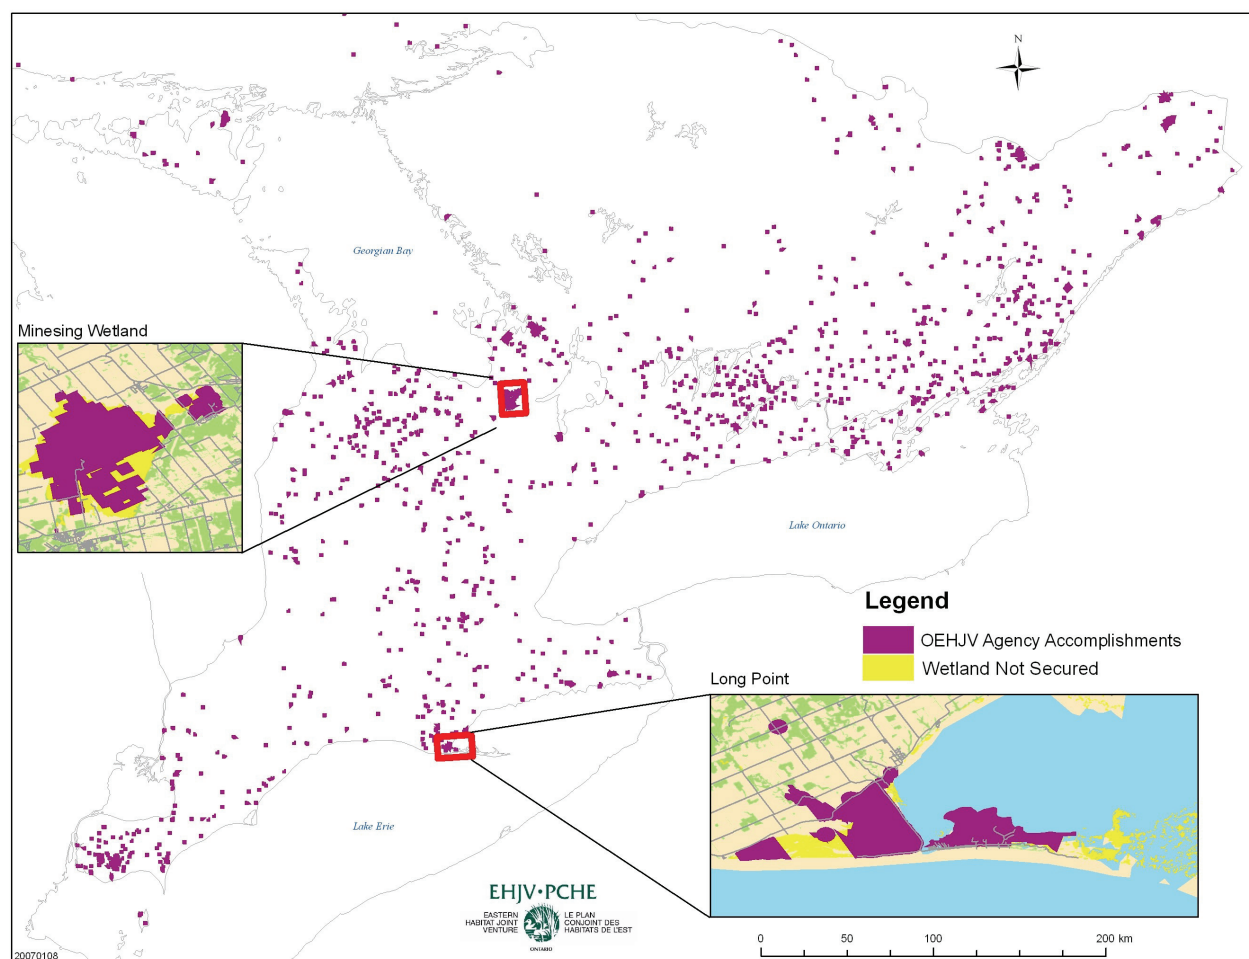 N
Georgian Bay
Minesing Wetland
Lake Ontario
Legend
OEHJV Agency Accomplishments
Wetland Not Secured
Long Point
Lake Erie
EHJV•PCHE
EASTERN
HABITAT JOINT
VENTURE
LE PLAN
CONJOINT DES
HABITATS DE L'EST
ONTARIO
0 50 100 200 km
20070108